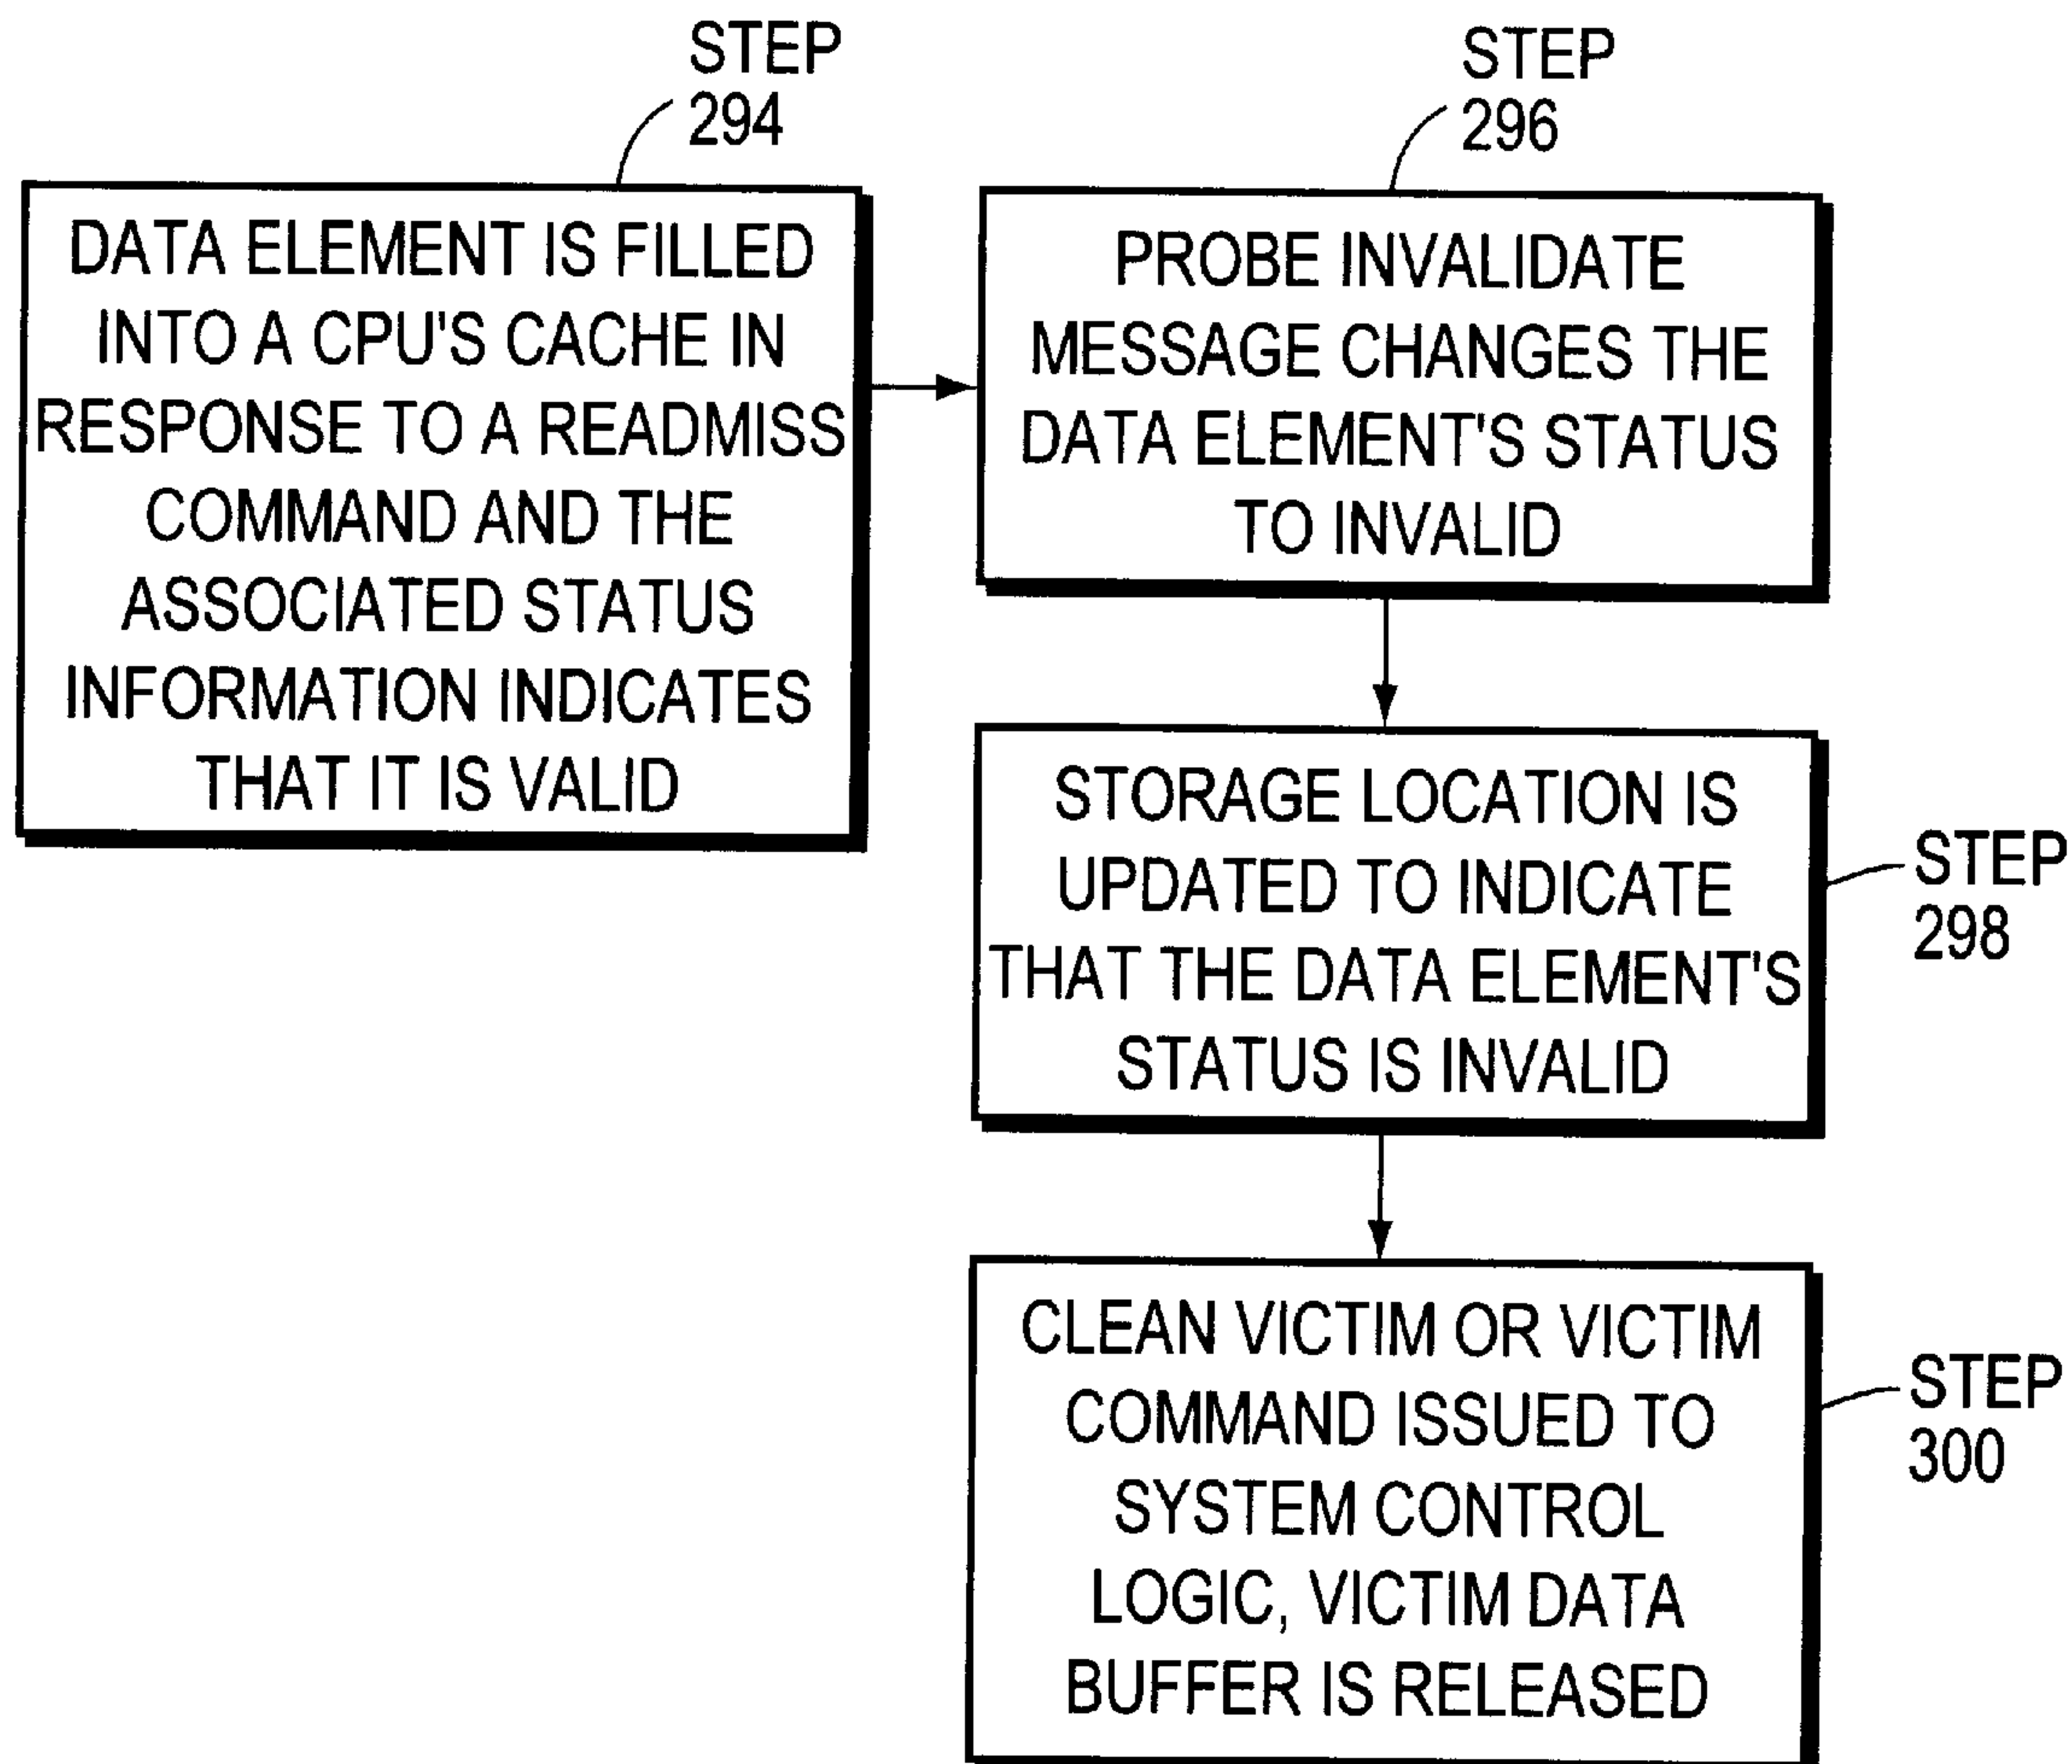 STEP
294
DATA ELEMENT IS FILLED
INTO A CPU'S CACHE IN
RESPONSE TO A READMISS
COMMAND AND THE
ASSOCIATED STATUS
INFORMATION INDICATES
THAT IT IS VALID
STEP
296
PROBE INVALIDATE
MESSAGE CHANGES THE
DATA ELEMENT'S STATUS
TO INVALID
STORAGE LOCATION IS
UPDATED TO INDICATE
THAT THE DATA ELEMENT'S
STATUS IS INVALID
STEP
298
CLEAN VICTIM OR VICTIM
COMMAND ISSUED TO
SYSTEM CONTROL
LOGIC, VICTIM DATA
BUFFER IS RELEASED
STEP
300